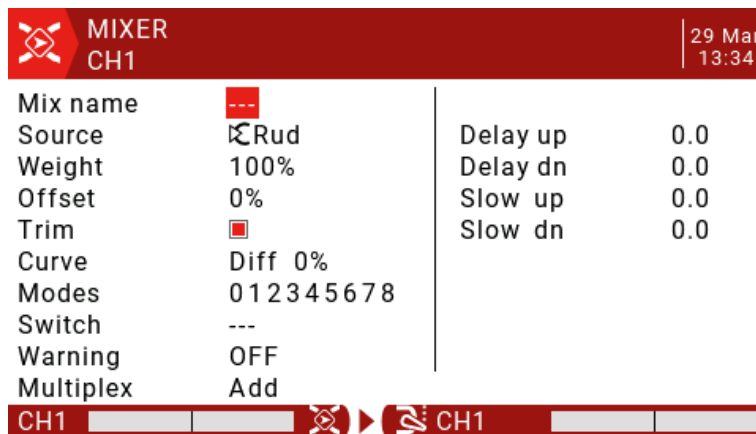 MIXER
CH1
29 Mar
13:34
Mix name ---
Source Rud
Weight 100%
Offset 0%
Trim
Curve Diff 0%
Modes 012345678
Switch ---
Warning OFF
Multiplex Add
Delay up 0.0
Delay dn 0.0
Slow up 0.0
Slow dn 0.0
CH1
CH1